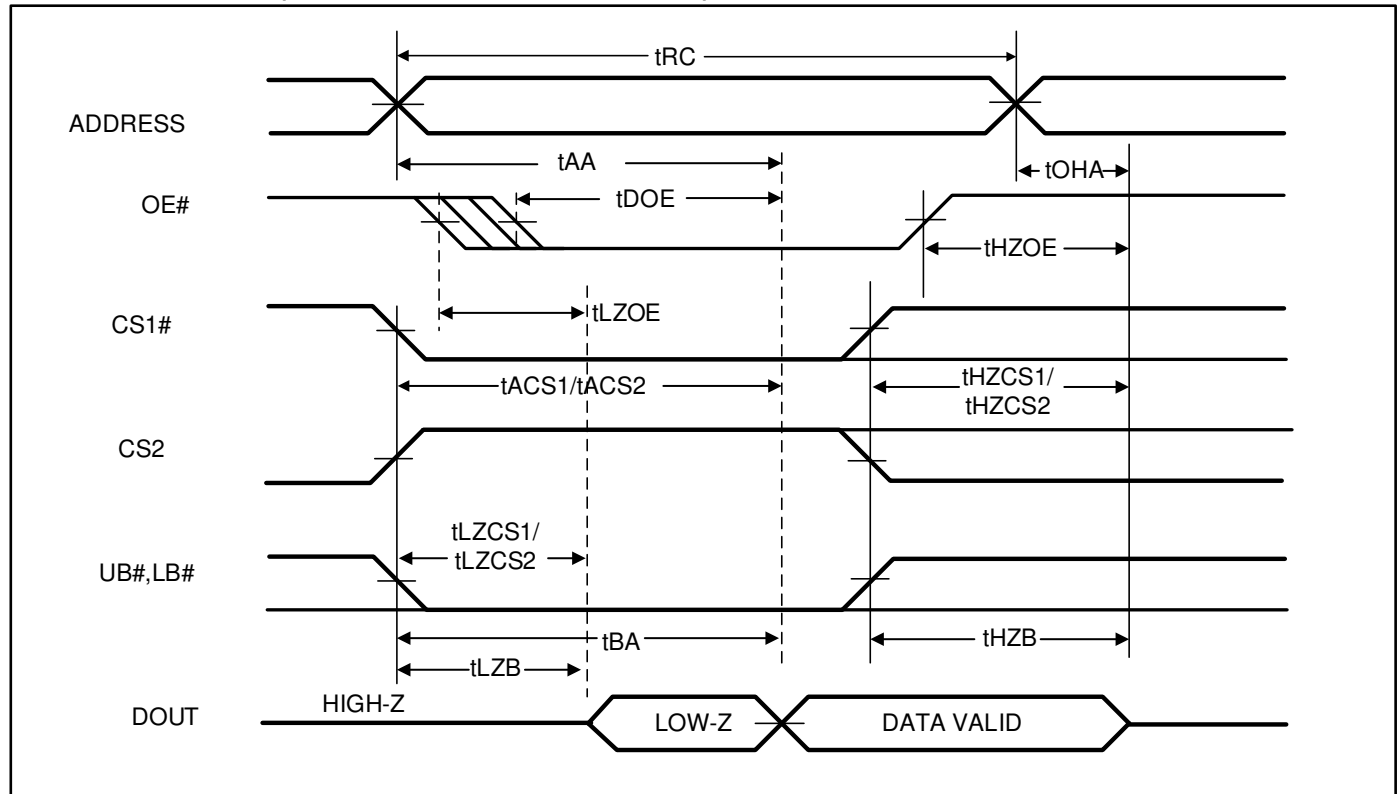 tRC
ADDRESS
tAA
tOHA
OE#
tDOE
tHZOE
tLZOE
CS1#
tACS1/tACS2
tHZCS1/
tHZCS2
CS2
tLZCS1/
tLZCS2
UB#,LB#
tBA
tHZB
tLZB
HIGH-Z
DOUT
LOW-Z
DATA VALID